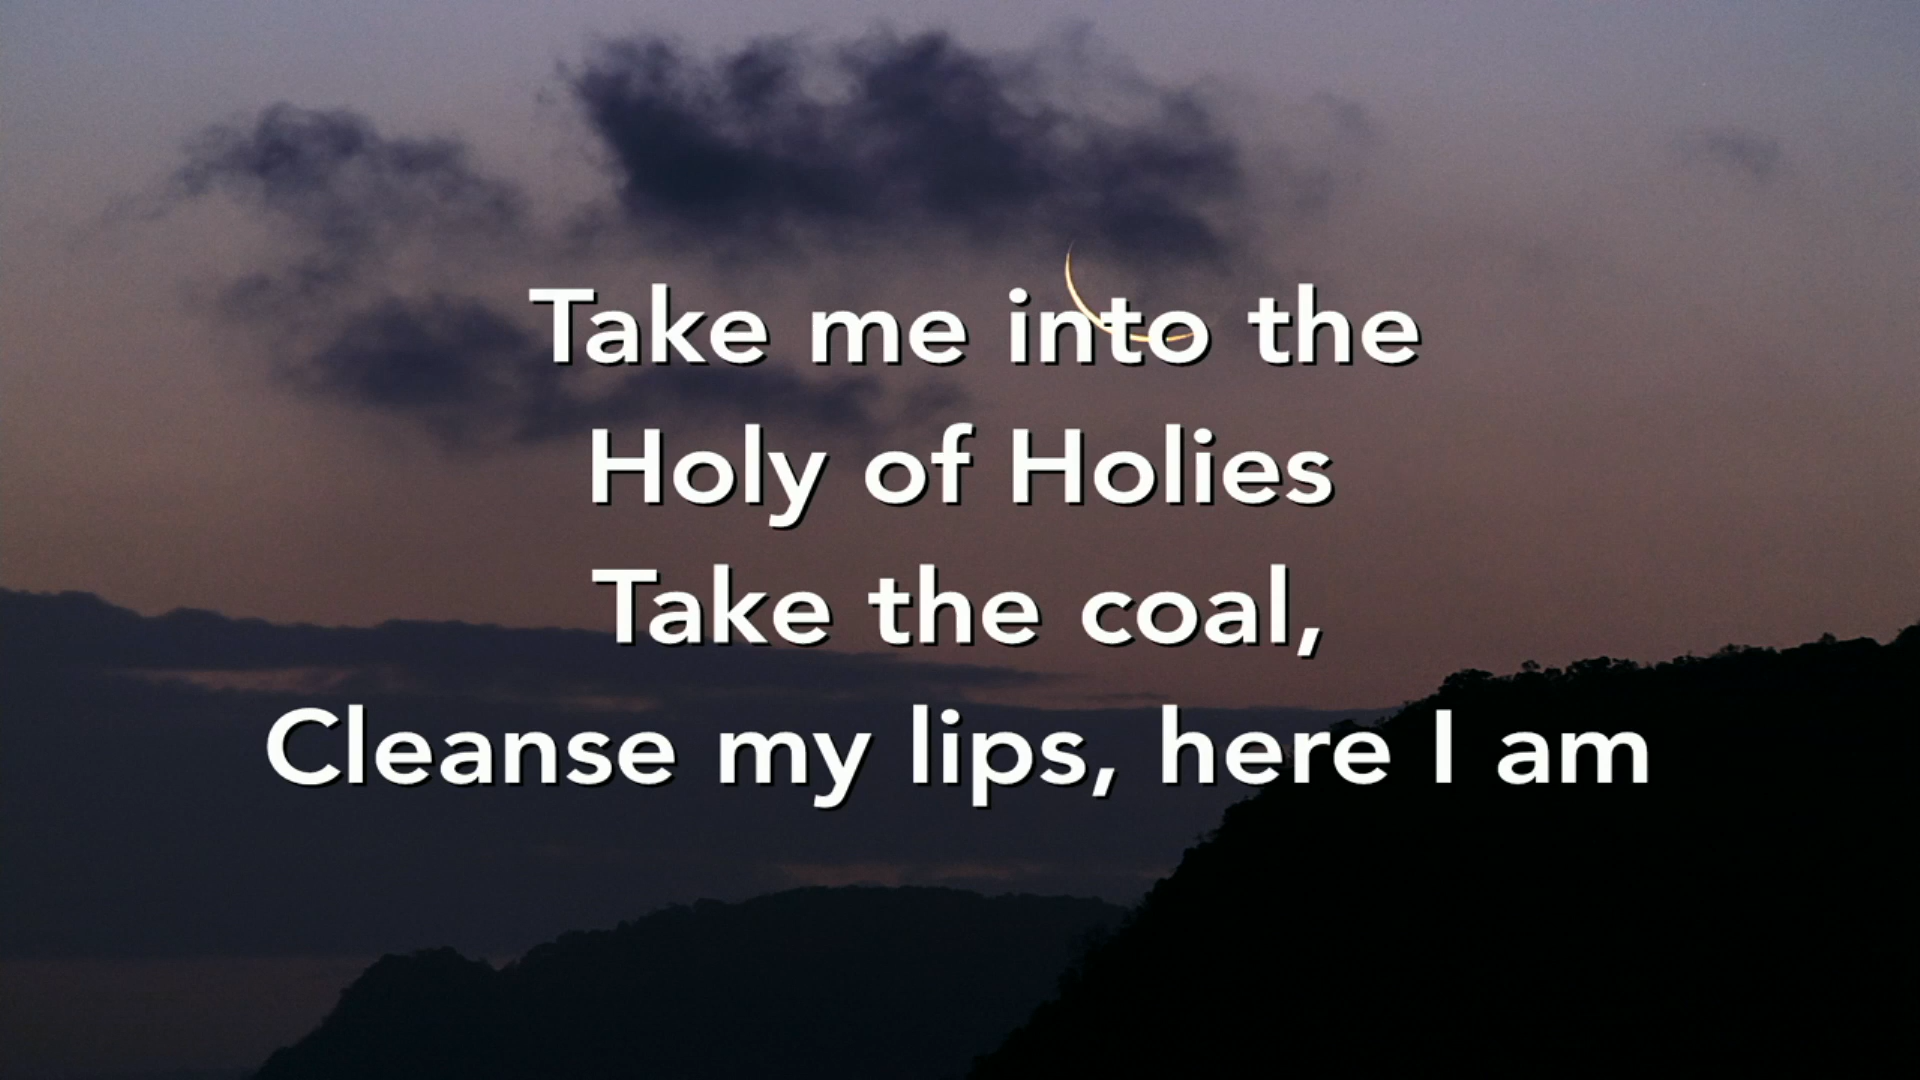 Take me into the
Holy of Holies
Take the coal,
Cleanse my lips, here I am